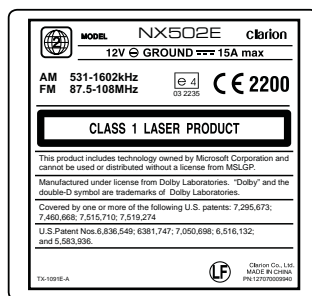 2 MODEL NX502E clarion
12V ⊖ GROUND ⎓ 15A max
AM 531-1602kHz
FM 87.5-108MHz
e 4
03 2235
CE 2200
CLASS 1 LASER PRODUCT
This product includes technology owned by Microsoft Corporation and
cannot be used or distributed without a license from MSLGP.
Manufactured under license from Dolby Laboratories. “Dolby” and the
double-D symbol are trademarks of Dolby Laboratories.
Covered by one or more of the following U.S. patents: 7,295,673;
7,460,668; 7,515,710; 7,519,274
U.S.Patent Nos.6,836,549; 6381,747; 7,050,698; 6,516,132;
and 5,583,936.
TX-1091E-A
LF
Clarion Co., Ltd.
MADE IN CHINA
PN:127070009940